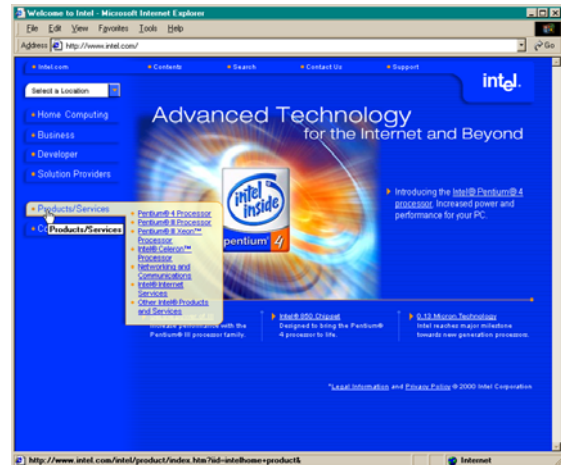 Welcome to Intel - Microsoft Internet Explorer
File Edit View Favorites Tools Help
Address http://www.intel.com/ Go
Intel.com Contents Search Contact Us Support
intel.
Select a Location
Home Computing
Business
Developer
Solution Providers
Products/Services
Products/Services
Advanced Technology
for the Internet and Beyond
intel
inside
pentium 4
Introducing the Intel® Pentium® 4
processor. Increased power and
performance for your PC.
Pentium® 4 Processor
Pentium® III Processor
Pentium® III Xeon™
Processor
Intel® Celeron™
Processor
Networking and
Communications
Intel® Internet
Services
Other Intel® Products
and Services
increase performance with the
Pentium® III processor family.
Intel® 850 Chipset
Designed to bring the Pentium®
4 processor to life.
0.13 Micron Technology
Intel reaches major milestone
towards new generation processors.
*Legal Information and Privacy Policy © 2000 Intel Corporation
http://www.intel.com/intel/product/index.htm?iid=intelhome+product& Internet